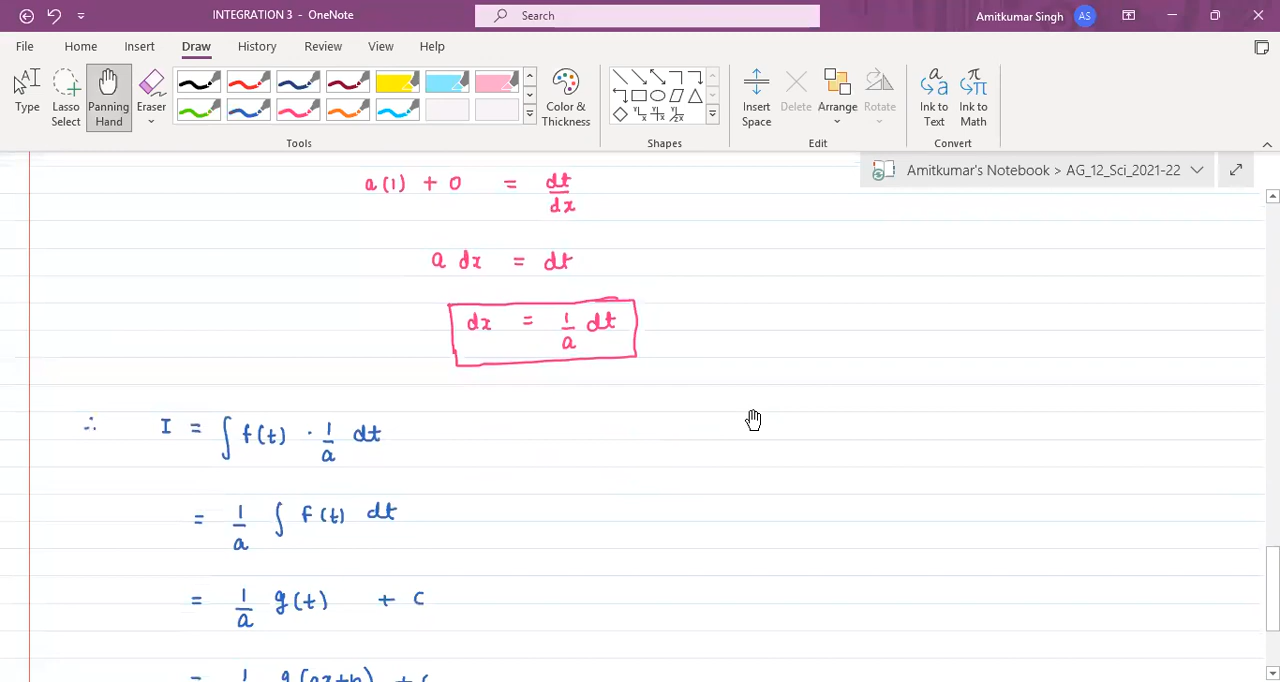 INTEGRATION 3 - OneNote
Search
Amitkumar Singh AS
File Home Insert Draw History Review View Help
Type Lasso Select Panning Hand Eraser Color & Thickness Insert Space Delete Arrange Rotate Ink to Text Ink to Math
Tools Shapes Edit Convert
Amitkumar's Notebook > AG_12_Sci_2021-22
a(1) + 0 = dt/dx
a dx = dt
dx = 1/a dt
∴ I = ∫ f(t) · 1/a dt
= 1/a ∫ f(t) dt
= 1/a g(t) + c
= 1 g(ax+b) + c